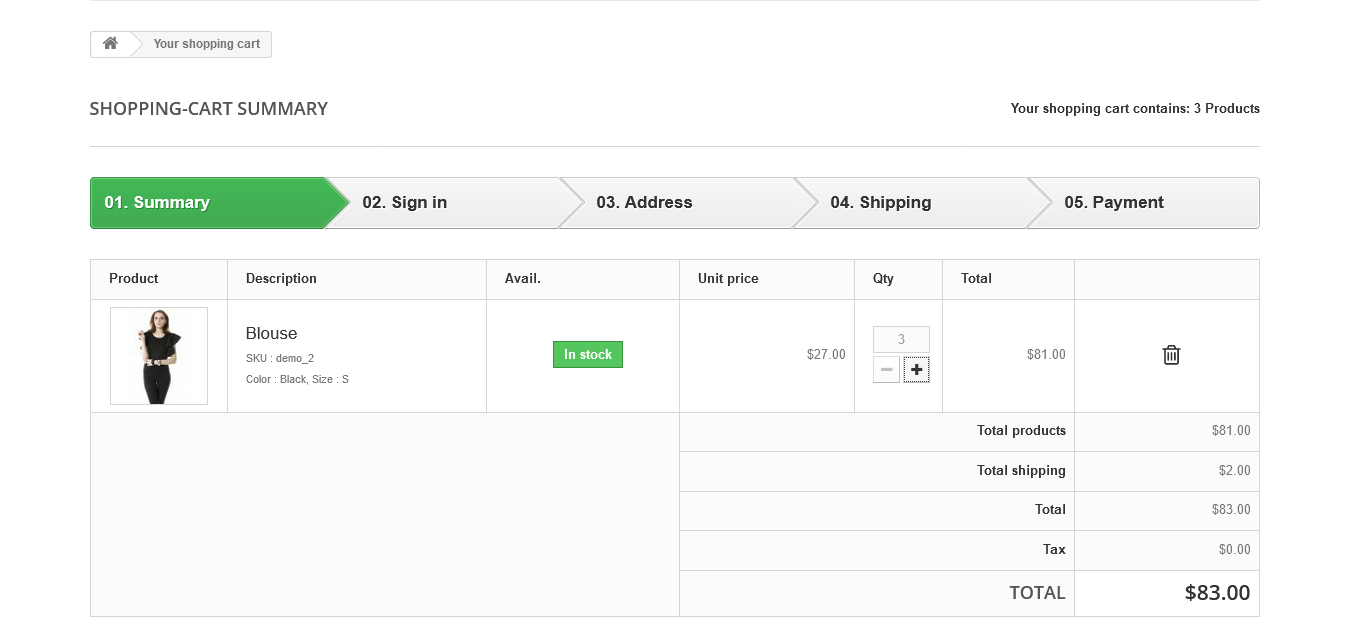 Your shopping cart
SHOPPING-CART SUMMARY
Your shopping cart contains: 3 Products
01. Summary
02. Sign in
03. Address
04. Shipping
05. Payment
Product
Description
Avail.
Unit price
Qty
Total
Blouse
SKU : demo_2
Color : Black, Size : S
In stock
$27.00
3
$81.00
Total products
$81.00
Total shipping
$2.00
Total
$83.00
Tax
$0.00
TOTAL
$83.00